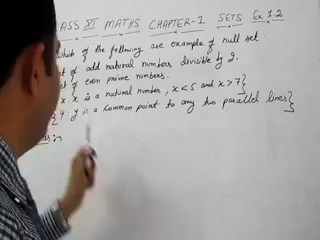 CLASS XI MATHS CHAPTER-1 SETS Ex 1.2
Which of the following are example of null set
of odd natural numbers divisible by 2.
of even prime numbers.
x: x is a natural number, x < 5 and x > 7}
y: y is a common point to any two parallel lines}